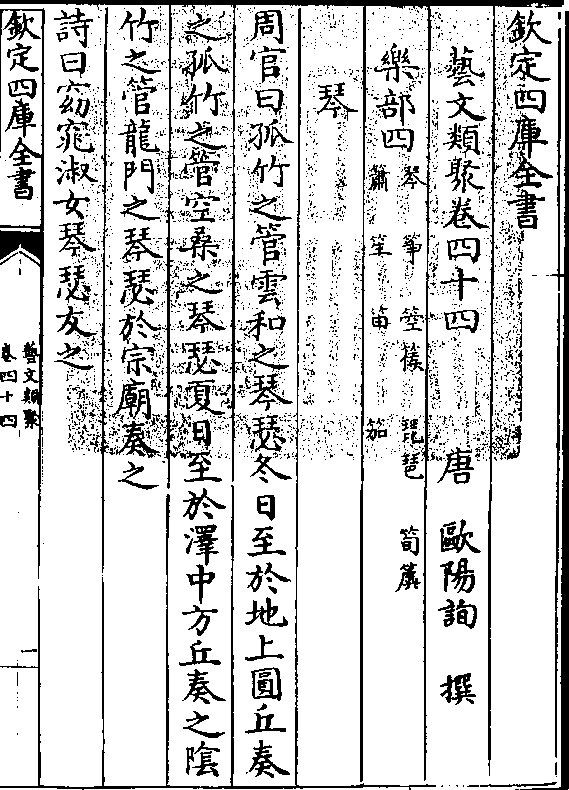 欽定四庫全書
藝文類聚卷四十四
唐 歐陽詢 撰
樂部四 琴 箏 箜篌 琵琶 筍簴
簫 笙 笛 笳
琴
周官曰孤竹之管雲和之琴瑟冬日至於地上圓丘奏
之孤竹之管空桑之琴瑟夏日至於澤中方丘奏之陰
竹之管龍門之琴瑟於宗廟奏之
詩曰窈窕淑女琴瑟友之
欽定四庫全書
藝文類聚
卷四十四
一